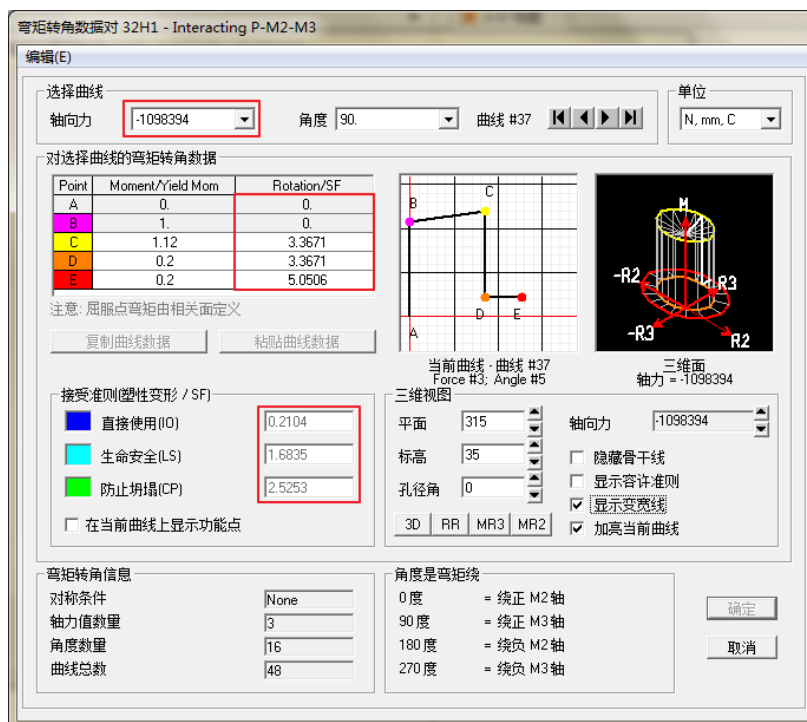 弯矩转角数据对 32H1 - Interacting P-M2-M3
编辑(E)
选择曲线
轴向力 -1098394 角度 90. 曲线 #37
单位
N, mm, C
对选择曲线的弯矩转角数据
Point Moment/Yield Mom Rotation/SF
A 0. 0.
B 1. 0.
C 1.12 3.3671
D 0.2 3.3671
E 0.2 5.0506
注意: 屈服点弯矩由相关面定义
复制曲线数据 粘贴曲线数据
B C
D E
A
当前曲线 - 曲线 #37
Force #3; Angle #5
M
-R2 R3
-R3 R2
三维面
轴力 = -1098394
接受准则(塑性变形 / SF)
直接使用(IO) 0.2104
生命安全(LS) 1.6835
防止坍塌(CP) 2.5253
在当前曲线上显示功能点
三维视图
平面 315 轴向力 -1098394
标高 35 隐藏骨干线
孔径角 0 显示容许准则
显示变宽线
3D RR MR3 MR2 加亮当前曲线
弯矩转角信息
对称条件 None
轴力值数量 3
角度数量 16
曲线总数 48
角度是弯矩绕
0 度 = 绕正 M2 轴
90 度 = 绕正 M3 轴
180 度 = 绕负 M2 轴
270 度 = 绕负 M3 轴
确定
取消